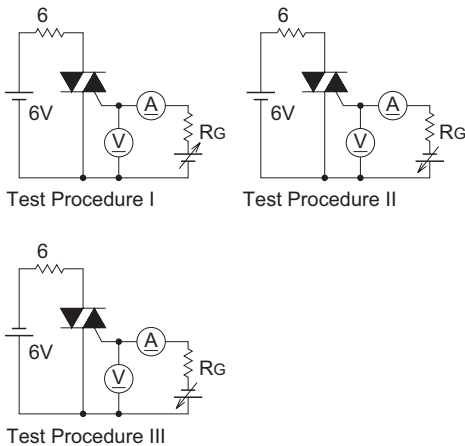 6
6V
A
V
RG
Test Procedure I
6
6V
A
V
RG
Test Procedure II
6
6V
A
V
RG
Test Procedure III